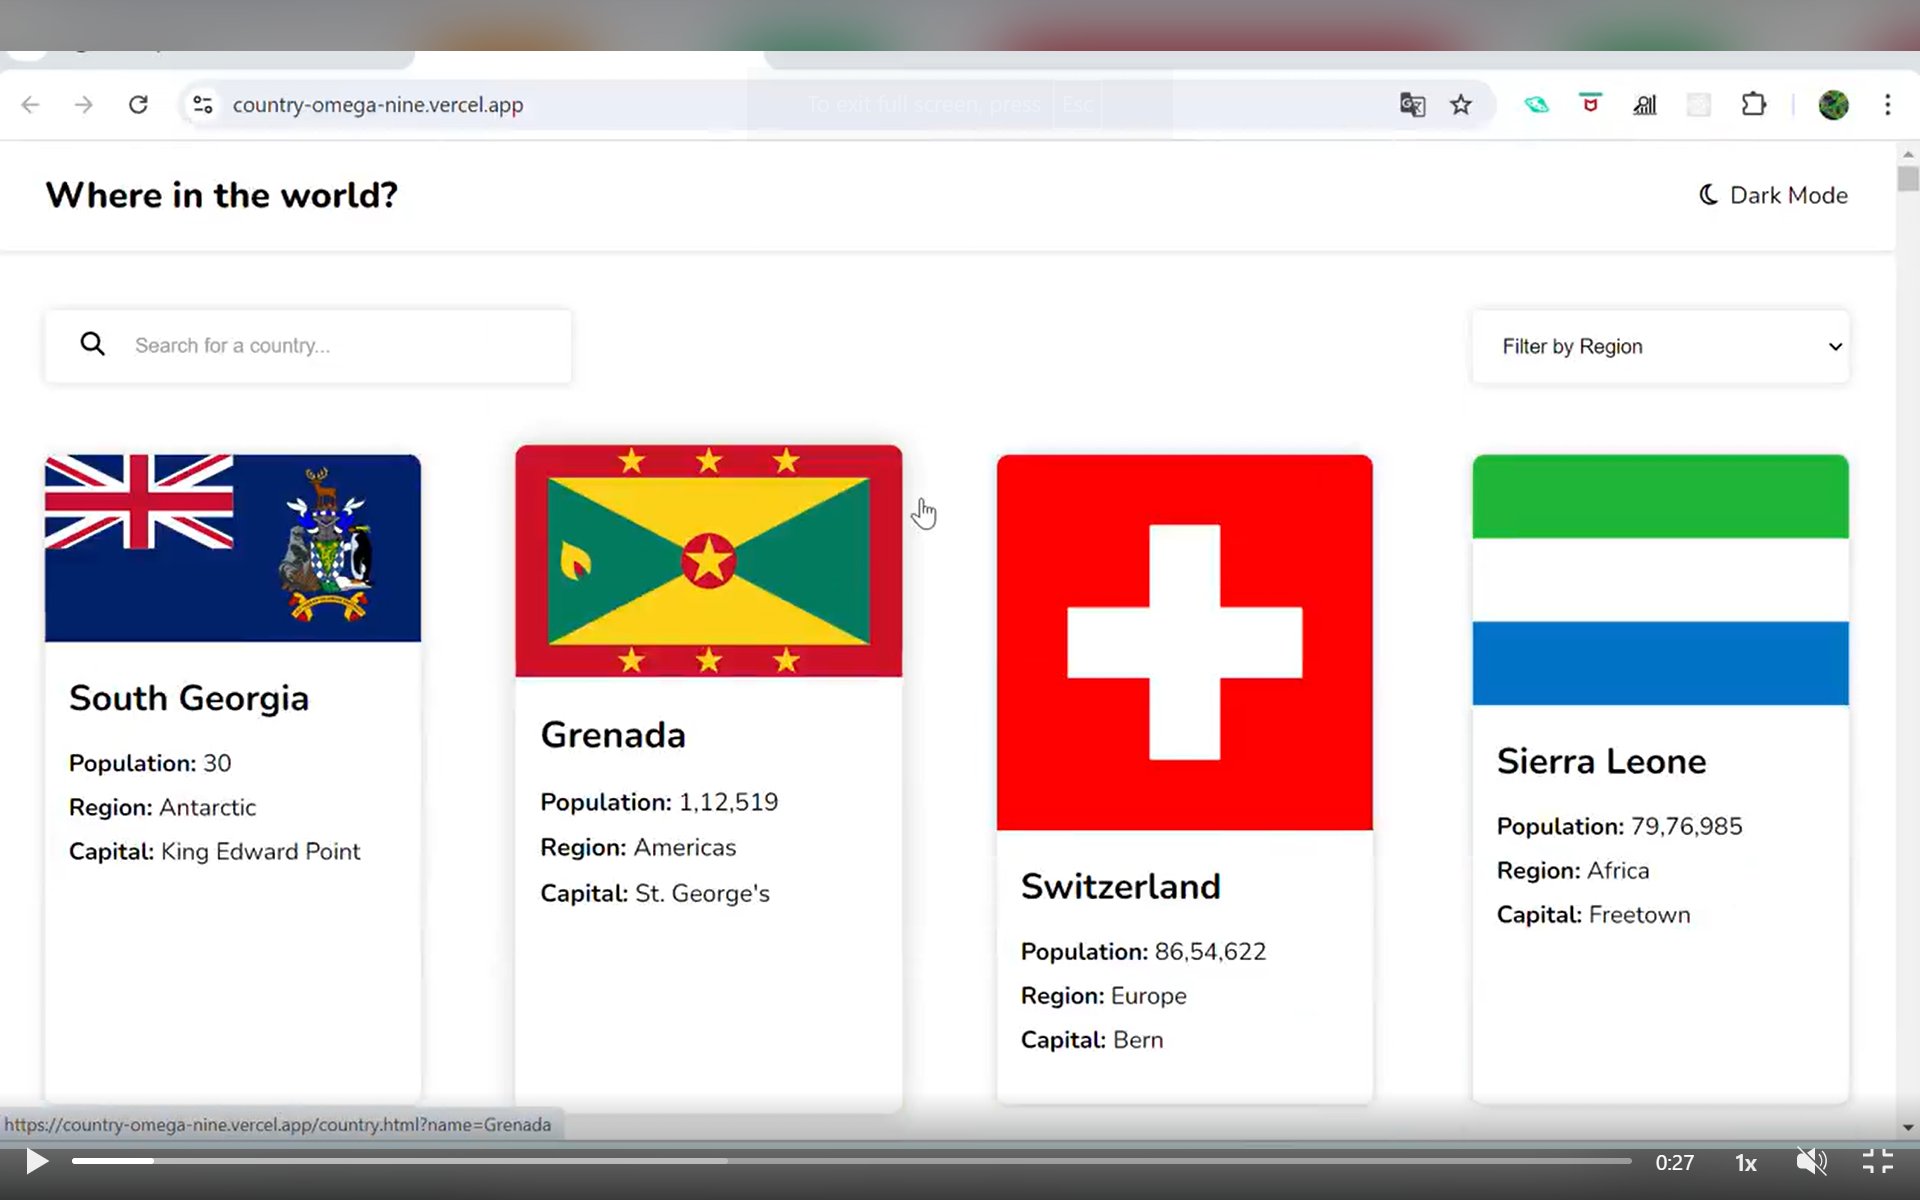 country-omega-nine.vercel.app
To exit full screen, press Esc
Where in the world?
Dark Mode
Search for a country...
Filter by Region
South Georgia
Population: 30
Region: Antarctic
Capital: King Edward Point
Grenada
Population: 1,12,519
Region: Americas
Capital: St. George's
Switzerland
Population: 86,54,622
Region: Europe
Capital: Bern
Sierra Leone
Population: 79,76,985
Region: Africa
Capital: Freetown
https://country-omega-nine.vercel.app/country.html?name=Grenada
0:27
1x